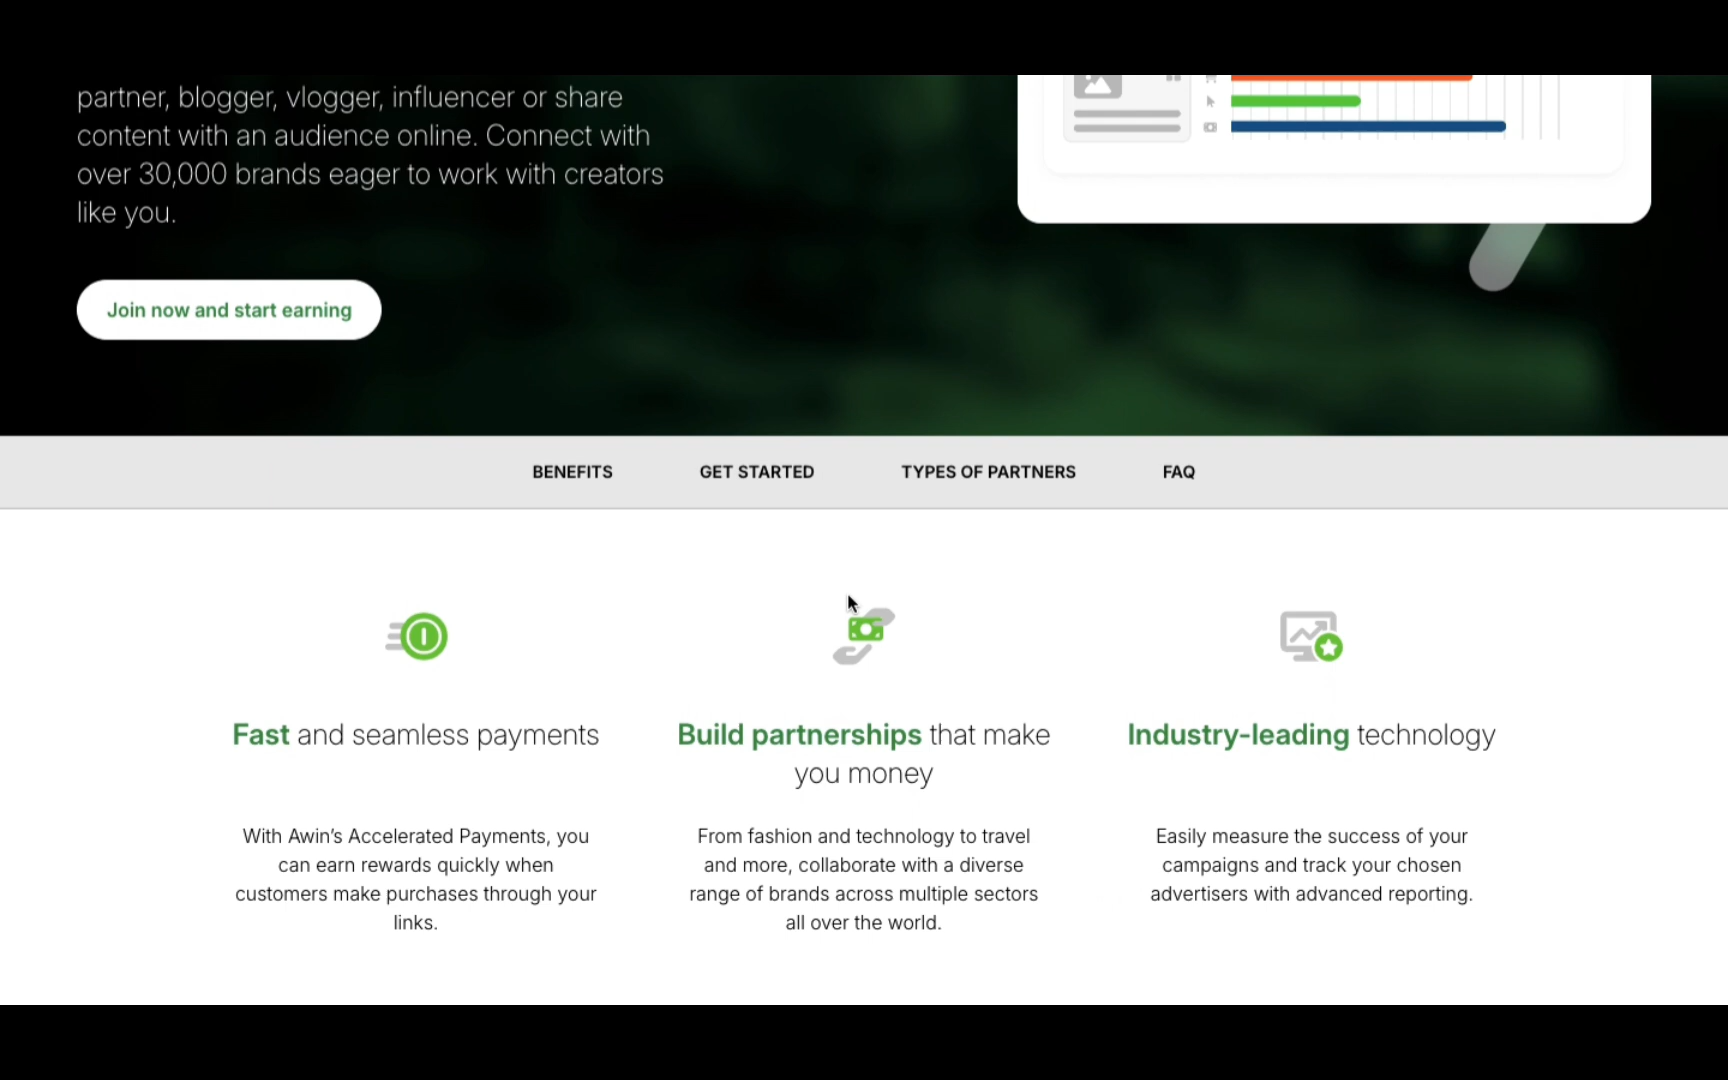 partner, blogger, vlogger, influencer or share
content with an audience online. Connect with
over 30,000 brands eager to work with creators
like you.
Join now and start earning
BENEFITS
GET STARTED
TYPES OF PARTNERS
FAQ
Fast and seamless payments
With Awin’s Accelerated Payments, you
can earn rewards quickly when
customers make purchases through your
links.
Build partnerships that make
you money
From fashion and technology to travel
and more, collaborate with a diverse
range of brands across multiple sectors
all over the world.
Industry-leading technology
Easily measure the success of your
campaigns and track your chosen
advertisers with advanced reporting.